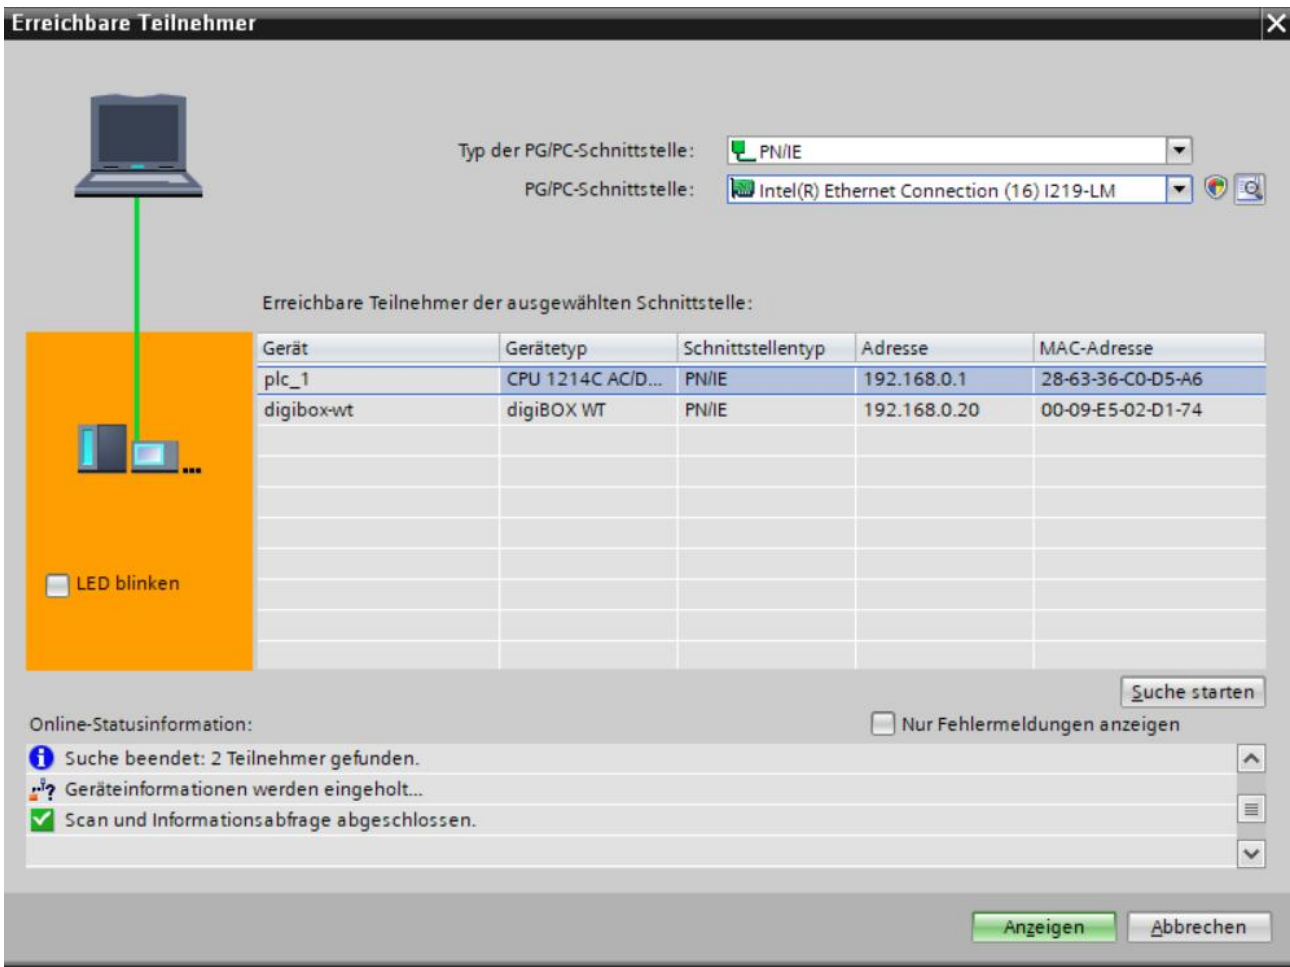 Erreichbare Teilnehmer
Typ der PG/PC-Schnittstelle: PN/IE
PG/PC-Schnittstelle: Intel(R) Ethernet Connection (16) I219-LM
Erreichbare Teilnehmer der ausgewählten Schnittstelle:
Gerät Gerätetyp Schnittstellentyp Adresse MAC-Adresse
plc_1 CPU 1214C AC/D... PN/IE 192.168.0.1 28-63-36-C0-D5-A6
digibox-wt digiBOX WT PN/IE 192.168.0.20 00-09-E5-02-D1-74
LED blinken
Suche starten
Online-Statusinformation: Nur Fehlermeldungen anzeigen
Suche beendet: 2 Teilnehmer gefunden.
Geräteinformationen werden eingeholt...
Scan und Informationsabfrage abgeschlossen.
Anzeigen Abbrechen